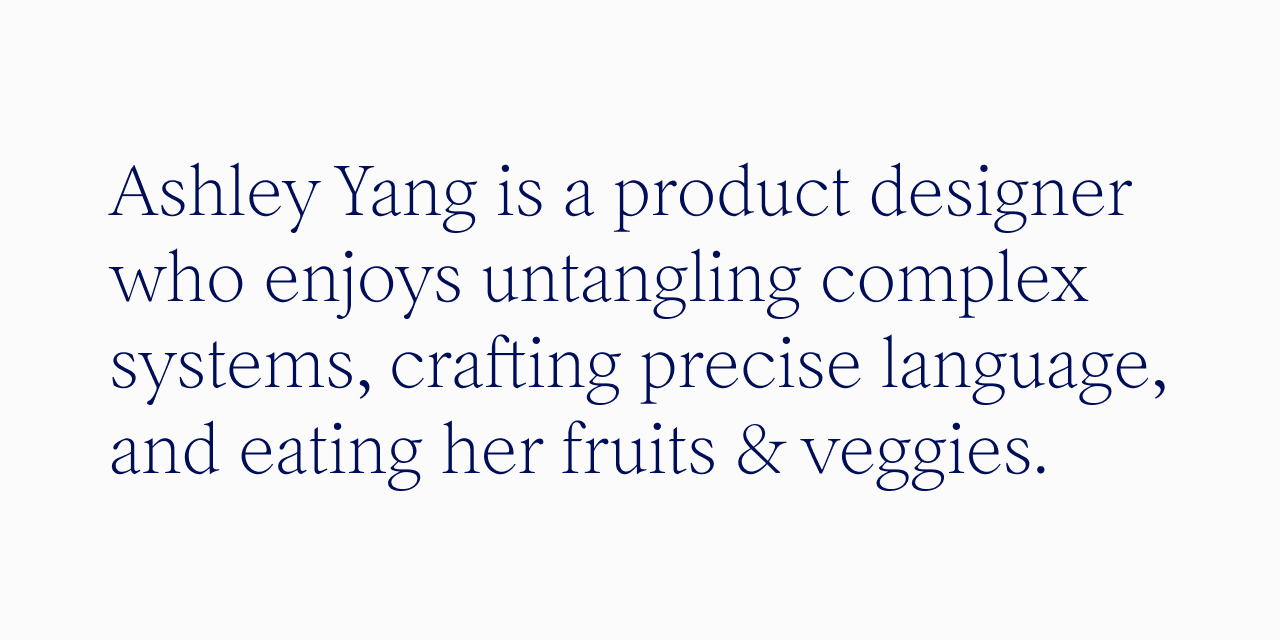 Ashley Yang is a product designer
who enjoys untangling complex
systems, crafting precise language,
and eating her fruits & veggies.